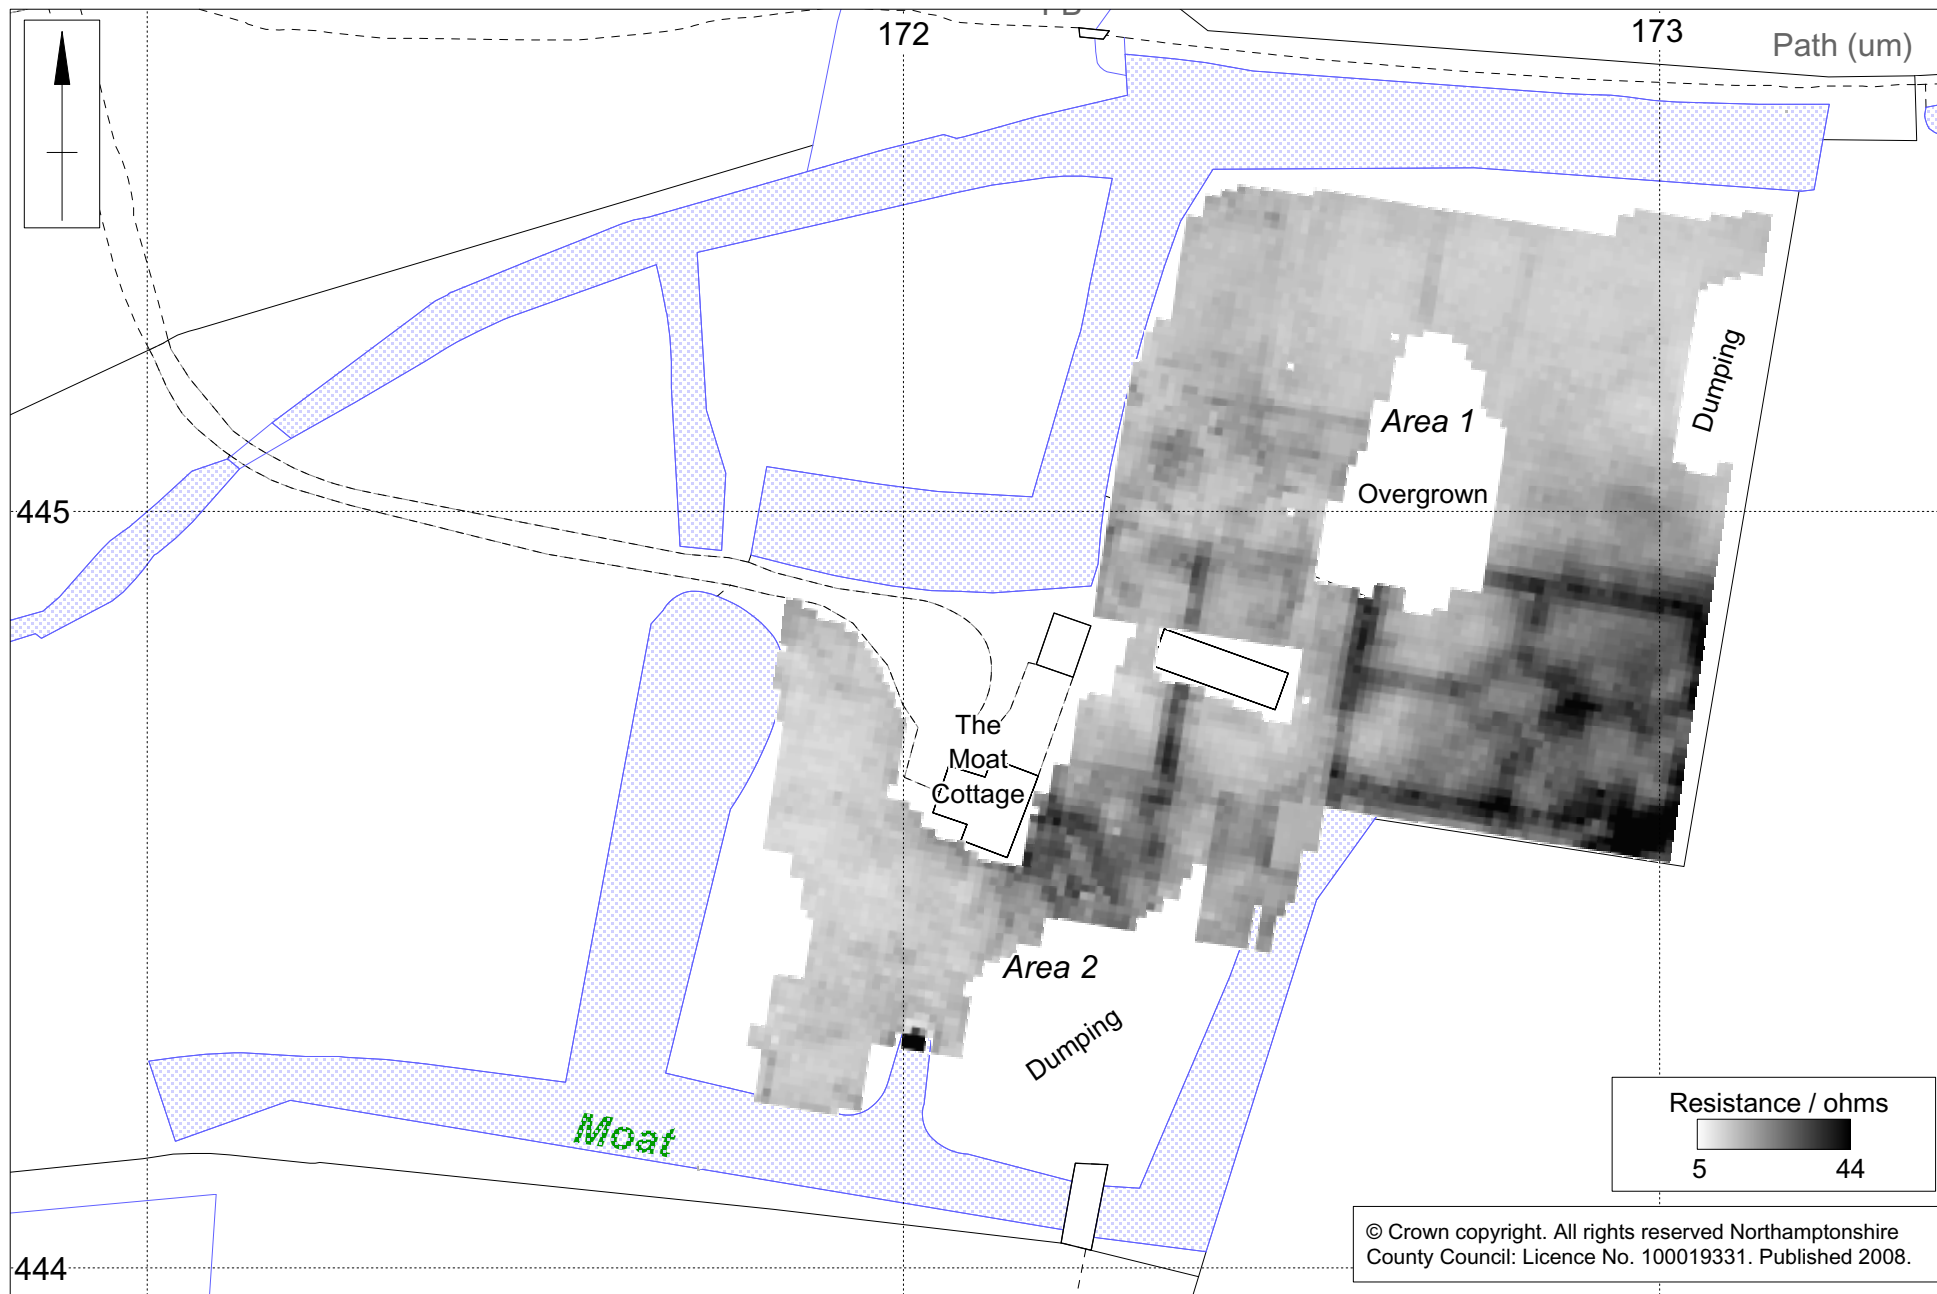 172
173
Path (um)
Area 1
Dumping
Overgrown
445
The
Moat
Cottage
Area 2
Dumping
Moat
Resistance / ohms
5 44
© Crown copyright. All rights reserved Northamptonshire
County Council: Licence No. 100019331. Published 2008.
444